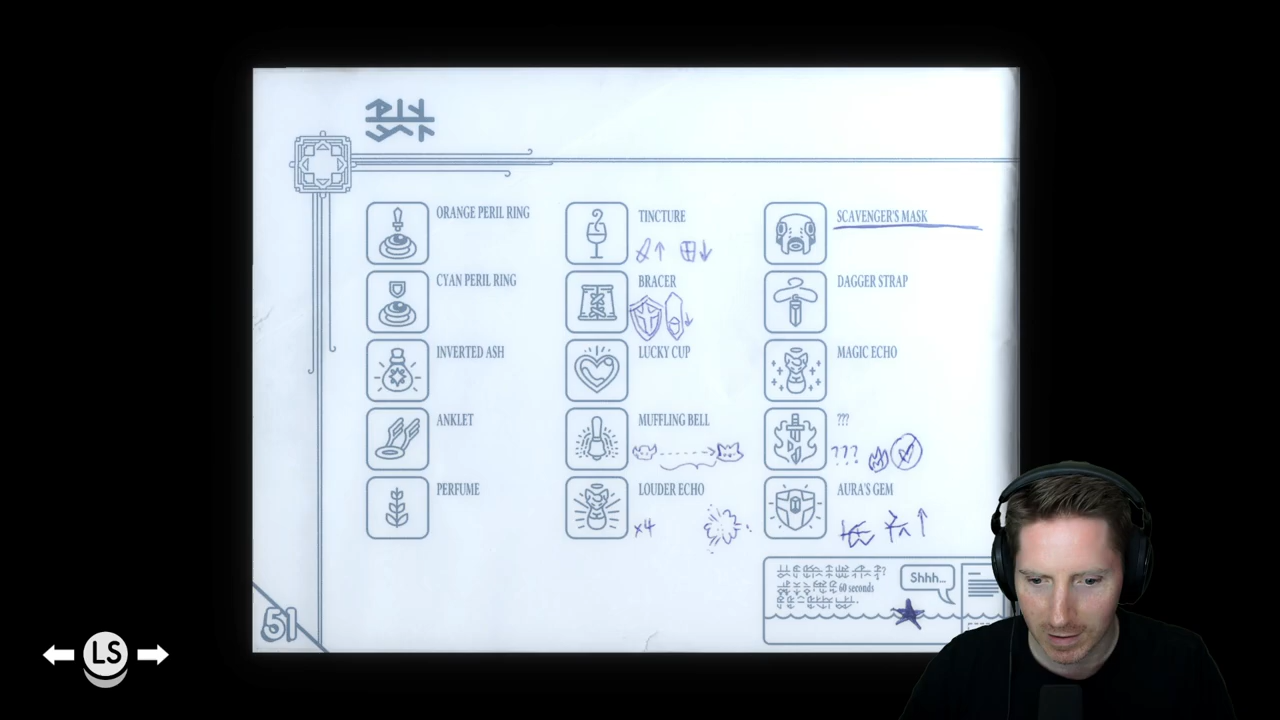 ORANGE PERIL RING
TINCTURE
SCAVENGER'S MASK
CYAN PERIL RING
BRACER
DAGGER STRAP
INVERTED ASH
LUCKY CUP
MAGIC ECHO
ANKLET
MUFFLING BELL
???
???
PERFUME
LOUDER ECHO
AURA'S GEM
x4
Shhh...
60 seconds
51
LS